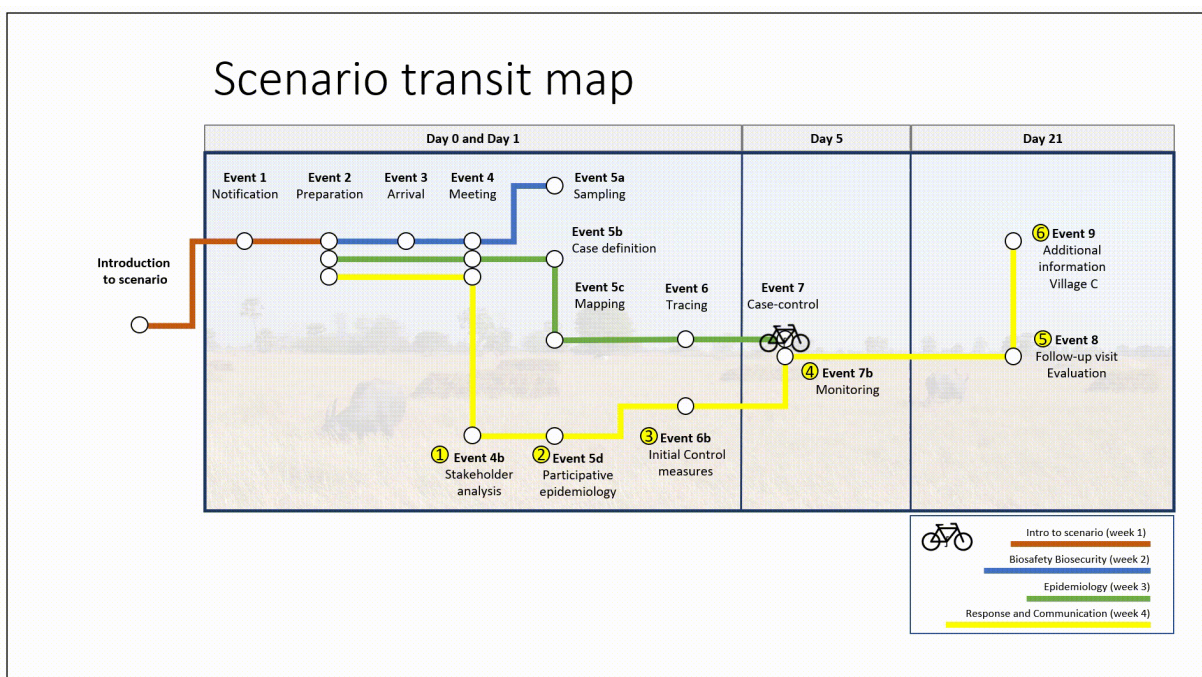 Scenario transit map
Day 0 and Day 1
Day 5
Day 21
Event 1
Notification
Event 2
Preparation
Event 3
Arrival
Event 4
Meeting
Event 5a
Sampling
Event 5b
Case definition
Introduction
to scenario
Event 5c
Mapping
Event 6
Tracing
Event 7
Case-control
6 Event 9
Additional
information
Village C
5 Event 8
Follow-up visit
Evaluation
4 Event 7b
Monitoring
1 Event 4b
Stakeholder
analysis
2 Event 5d
Participative
epidemiology
3 Event 6b
Initial Control
measures
Intro to scenario (week 1)
Biosafety Biosecurity (week 2)
Epidemiology (week 3)
Response and Communication (week 4)